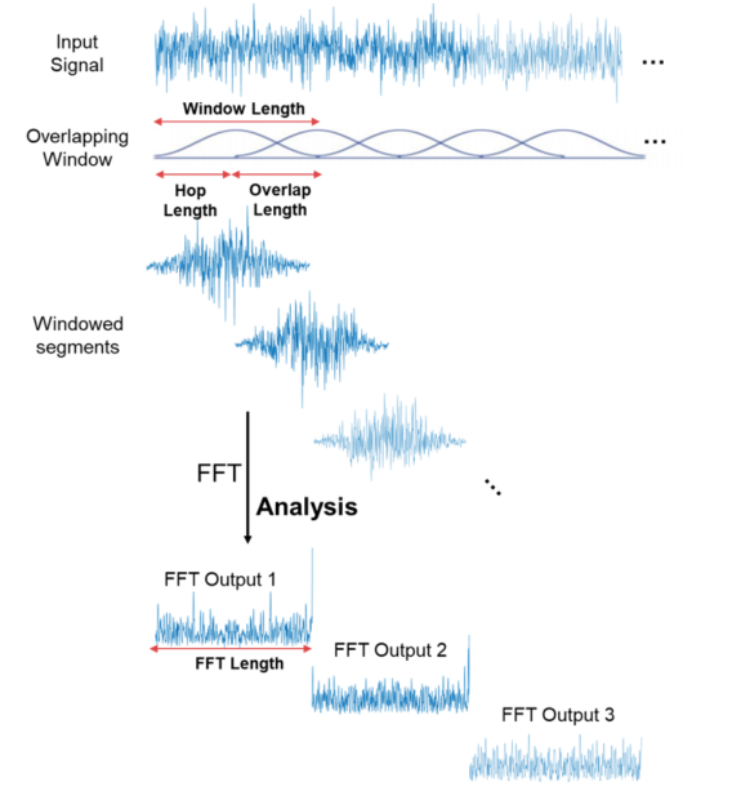 Input
Signal
...
Window Length
Overlapping
Window
...
Hop
Length
Overlap
Length
Windowed
segments
FFT
Analysis
...
FFT Output 1
FFT Length
FFT Output 2
FFT Output 3